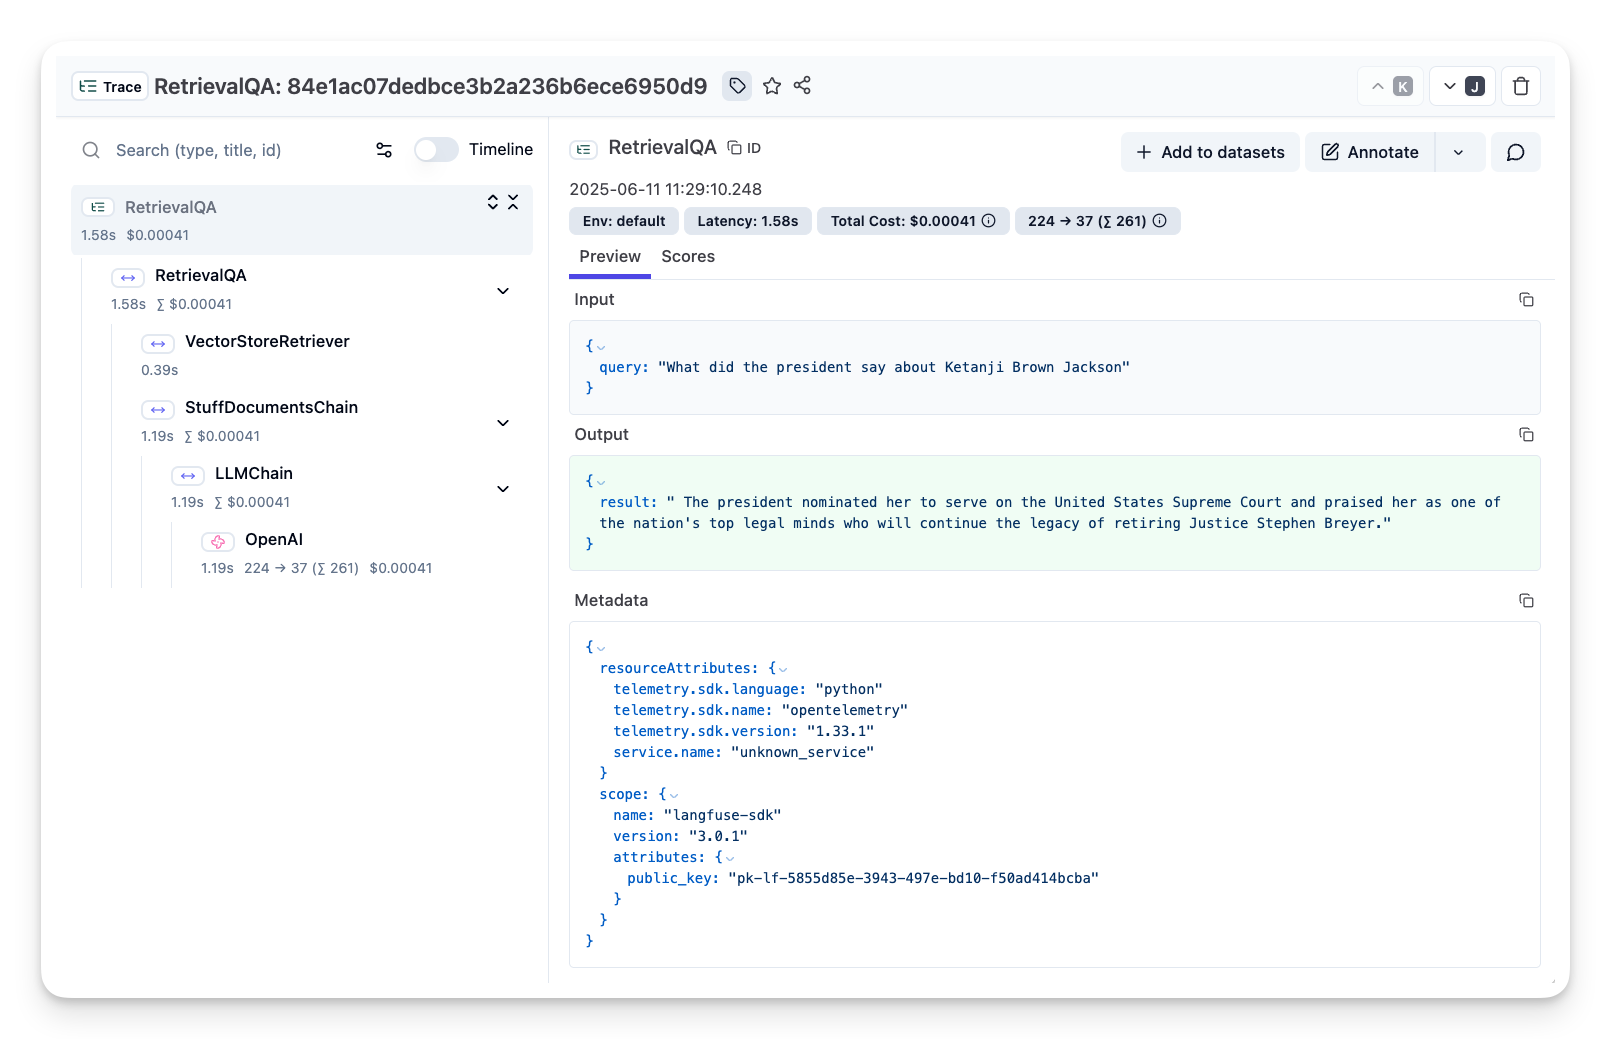 Trace RetrievalQA: 84e1ac07dedbce3b2a236b6ece6950d9
K
J
Search (type, title, id)
Timeline
RetrievalQA
1.58s $0.00041
RetrievalQA
1.58s ∑ $0.00041
VectorStoreRetriever
0.39s
StuffDocumentsChain
1.19s ∑ $0.00041
LLMChain
1.19s ∑ $0.00041
OpenAI
1.19s 224 → 37 (∑ 261) $0.00041
RetrievalQA ID
Add to datasets
Annotate
2025-06-11 11:29:10.248
Env: default
Latency: 1.58s
Total Cost: $0.00041
224 → 37 (∑ 261)
Preview
Scores
Input
{
query: "What did the president say about Ketanji Brown Jackson"
}
Output
{
result: " The president nominated her to serve on the United States Supreme Court and praised her as one of
the nation's top legal minds who will continue the legacy of retiring Justice Stephen Breyer."
}
Metadata
{
resourceAttributes: {
telemetry.sdk.language: "python"
telemetry.sdk.name: "opentelemetry"
telemetry.sdk.version: "1.33.1"
service.name: "unknown_service"
}
scope: {
name: "langfuse-sdk"
version: "3.0.1"
attributes: {
public_key: "pk-lf-5855d85e-3943-497e-bd10-f50ad414bcba"
}
}
}